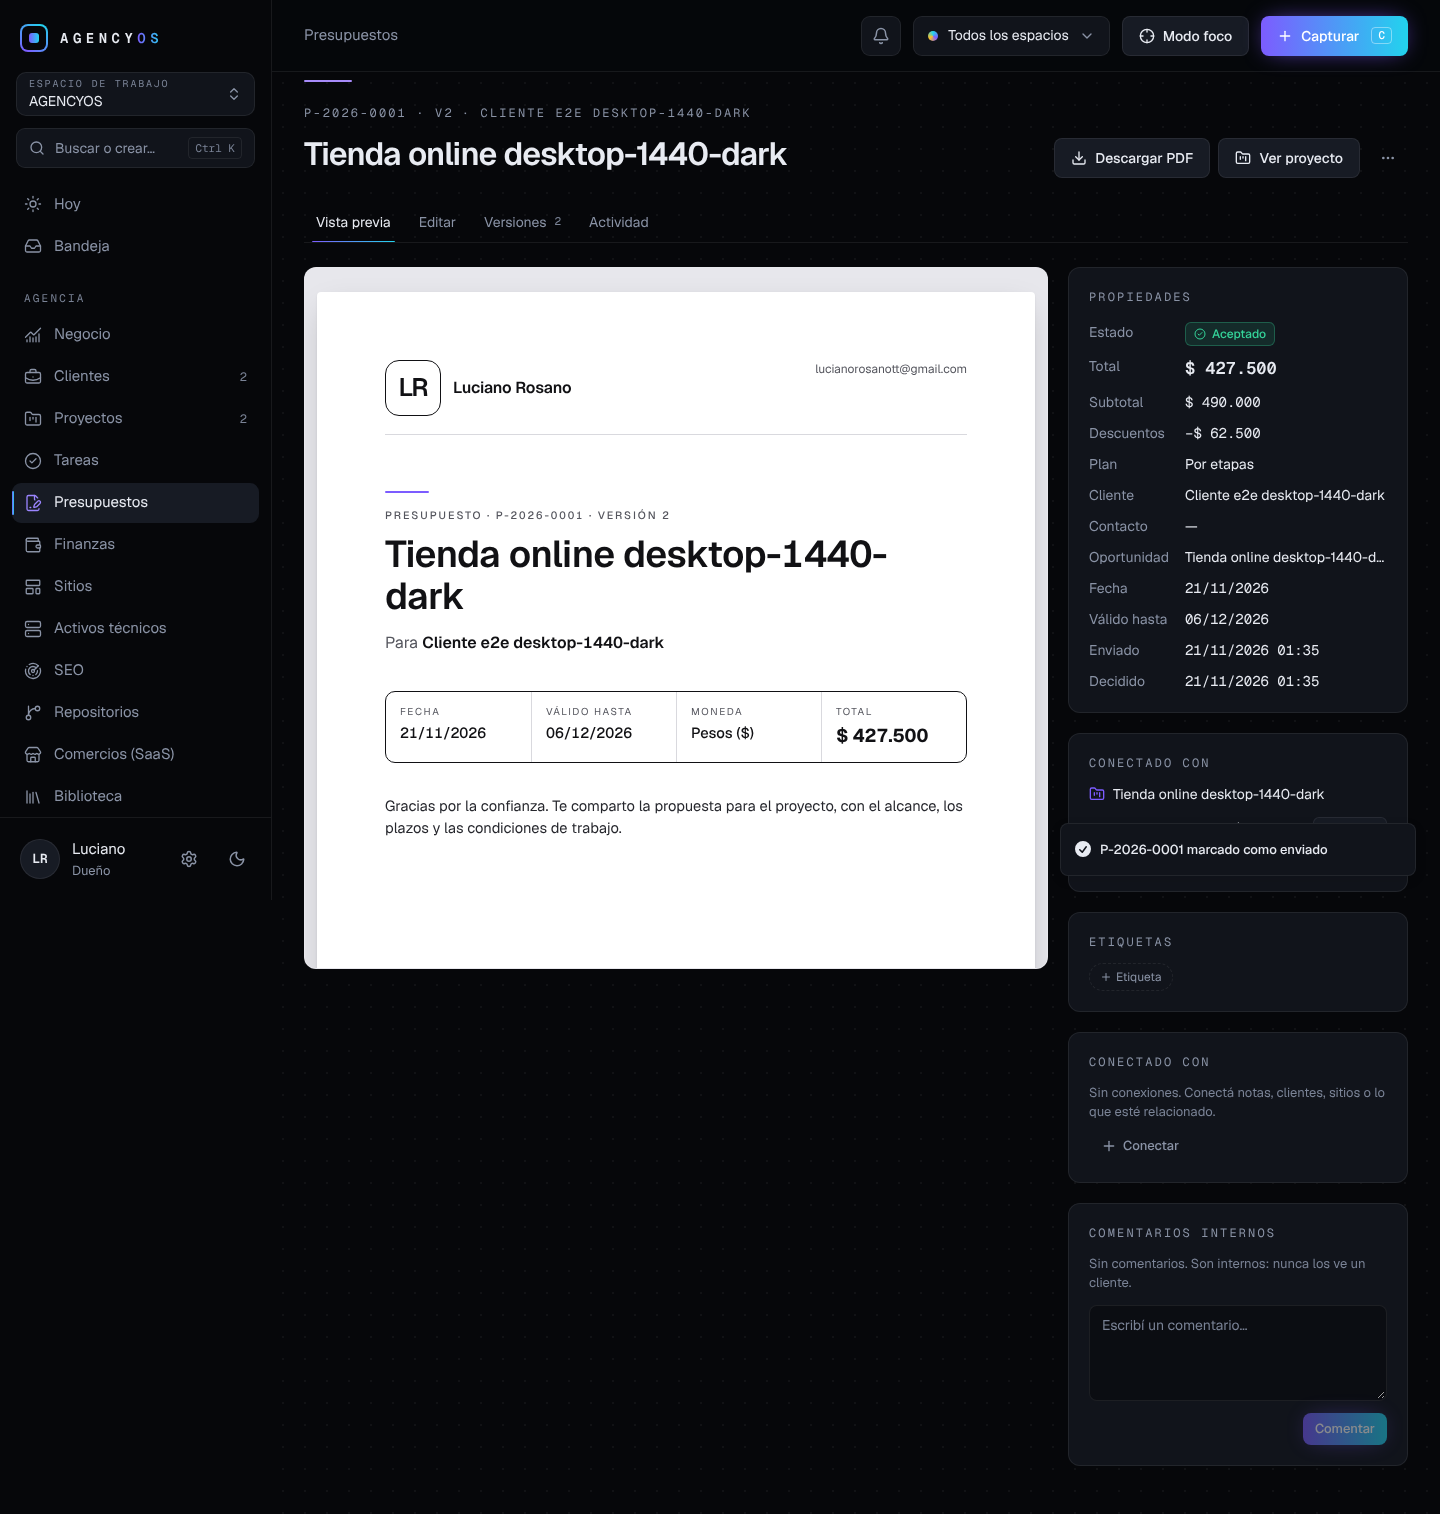 AGENCYOS
ESPACIO DE TRABAJO
AGENCYOS
Buscar o crear...
Ctrl K
Hoy
Bandeja
AGENCIA
Negocio
Clientes 2
Proyectos 2
Tareas
Presupuestos
Finanzas
Sitios
Activos técnicos
SEO
Repositorios
Comercios (SaaS)
Biblioteca
LR
Luciano
Dueño
Presupuestos
Todos los espacios
Modo foco
Capturar C
P-2026-0001 · V2 · CLIENTE E2E DESKTOP-1440-DARK
Tienda online desktop-1440-dark
Descargar PDF
Ver proyecto
Vista previa
Editar
Versiones 2
Actividad
LR
Luciano Rosano
lucianorosanott@gmail.com
PRESUPUESTO · P-2026-0001 · VERSIÓN 2
Tienda online desktop-1440-
dark
Para Cliente e2e desktop-1440-dark
FECHA
21/11/2026
VÁLIDO HASTA
06/12/2026
MONEDA
Pesos ($)
TOTAL
$ 427.500
Gracias por la confianza. Te comparto la propuesta para el proyecto, con el alcance, los
plazos y las condiciones de trabajo.
PROPIEDADES
Estado Aceptado
Total $ 427.500
Subtotal $ 490.000
Descuentos −$ 62.500
Plan Por etapas
Cliente Cliente e2e desktop-1440-dark
Contacto —
Oportunidad Tienda online desktop-1440-d...
Fecha 21/11/2026
Válido hasta 06/12/2026
Enviado 21/11/2026 01:35
Decidido 21/11/2026 01:35
CONECTADO CON
Tienda online desktop-1440-dark
P-2026-0001 marcado como enviado
ETIQUETAS
+ Etiqueta
CONECTADO CON
Sin conexiones. Conectá notas, clientes, sitios o lo
que esté relacionado.
+ Conectar
COMENTARIOS INTERNOS
Sin comentarios. Son internos: nunca los ve un
cliente.
Escribí un comentario...
Comentar